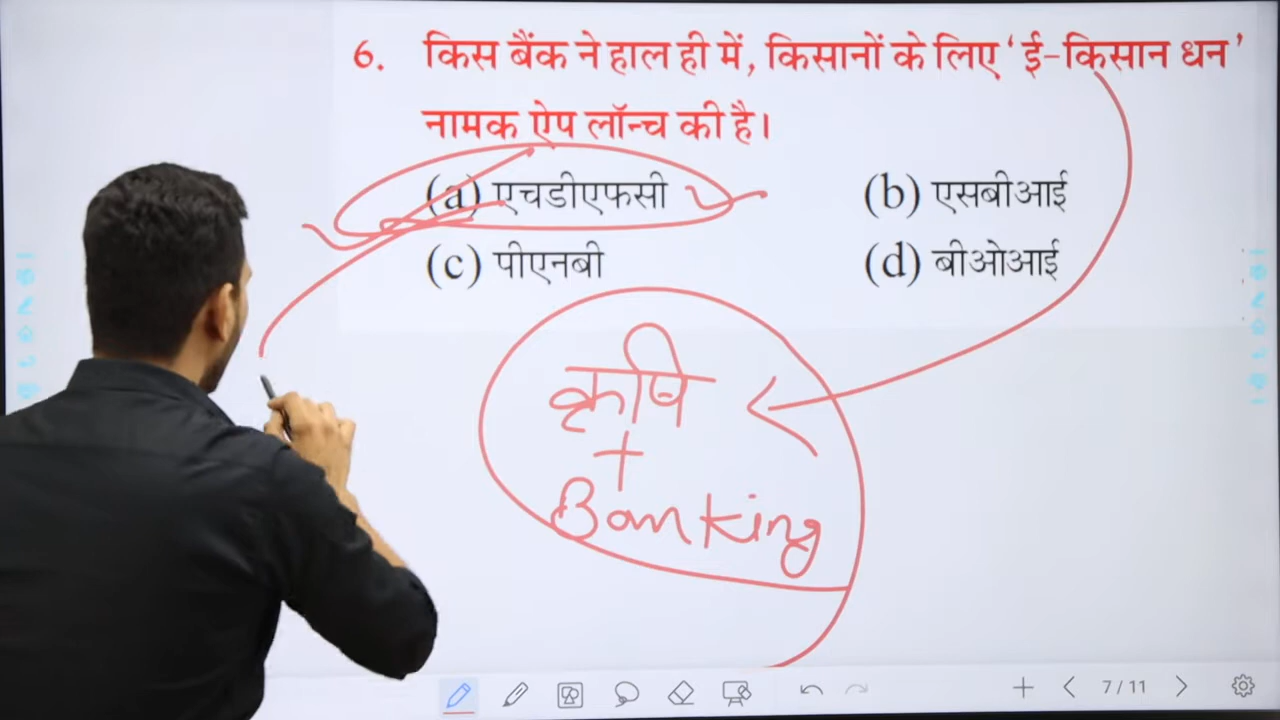 6. किस बैंक ने हाल ही में, किसानों के लिए ‘ई-किसान धन’
नामक ऐप लॉन्च की है।
(a) एचडीएफसी (b) एसबीआई
(c) पीएनबी (d) बीओआई
कृषि
+
Banking
7/11